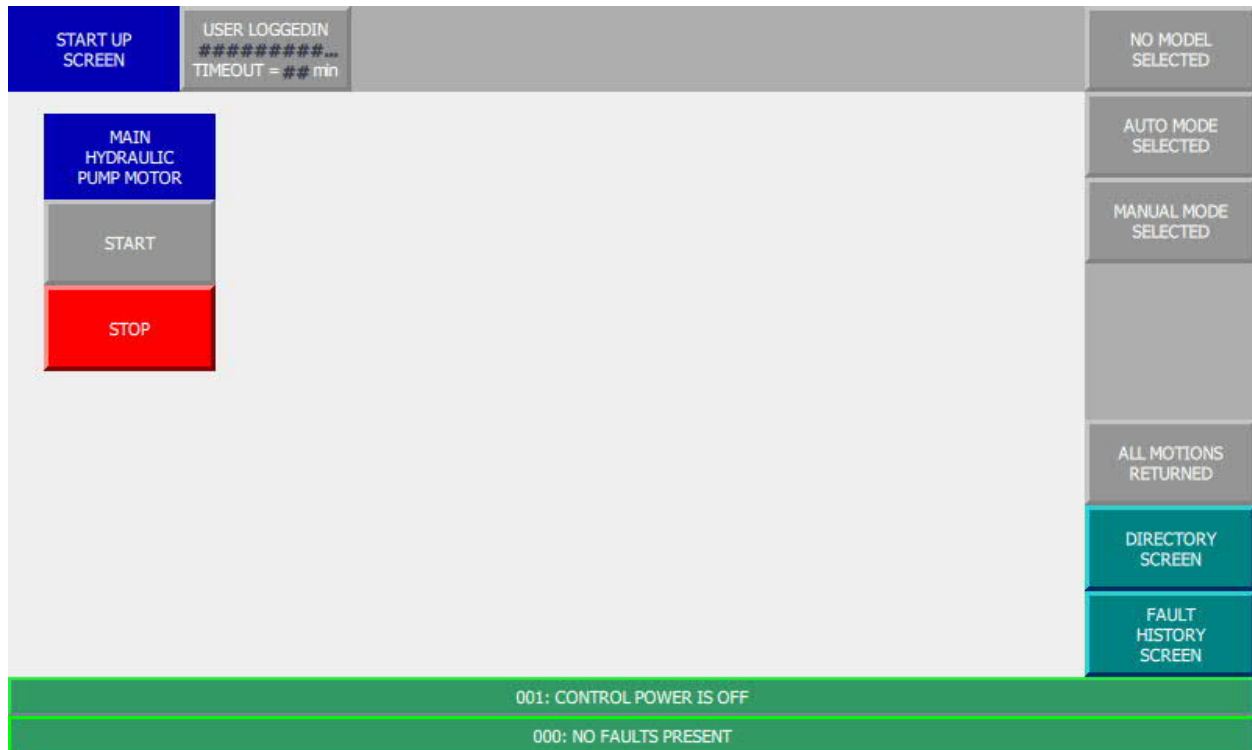 START UP
SCREEN
USER LOGGEDIN
#########...
TIMEOUT = ## min
NO MODEL
SELECTED
MAIN
HYDRAULIC
PUMP MOTOR
START
STOP
AUTO MODE
SELECTED
MANUAL MODE
SELECTED
ALL MOTIONS
RETURNED
DIRECTORY
SCREEN
FAULT
HISTORY
SCREEN
001: CONTROL POWER IS OFF
000: NO FAULTS PRESENT